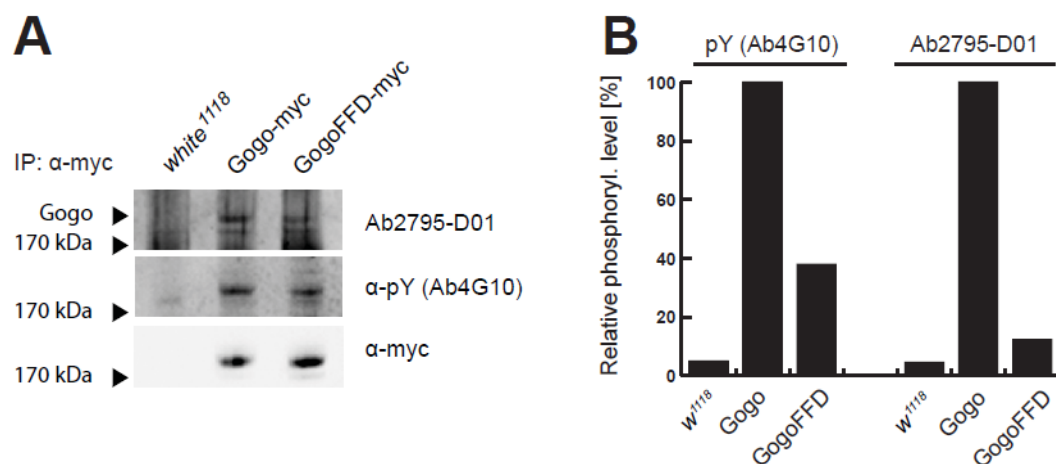 A
white1118
Gogo-myc
GogoFFD-myc
IP: α-myc
Gogo
170 kDa
Ab2795-D01
170 kDa
α-pY (Ab4G10)
170 kDa
α-myc
B
pY (Ab4G10)
Ab2795-D01
Relative phosphoryl. level [%]
100
80
60
40
20
0
w1118
Gogo
GogoFFD
w1118
Gogo
GogoFFD